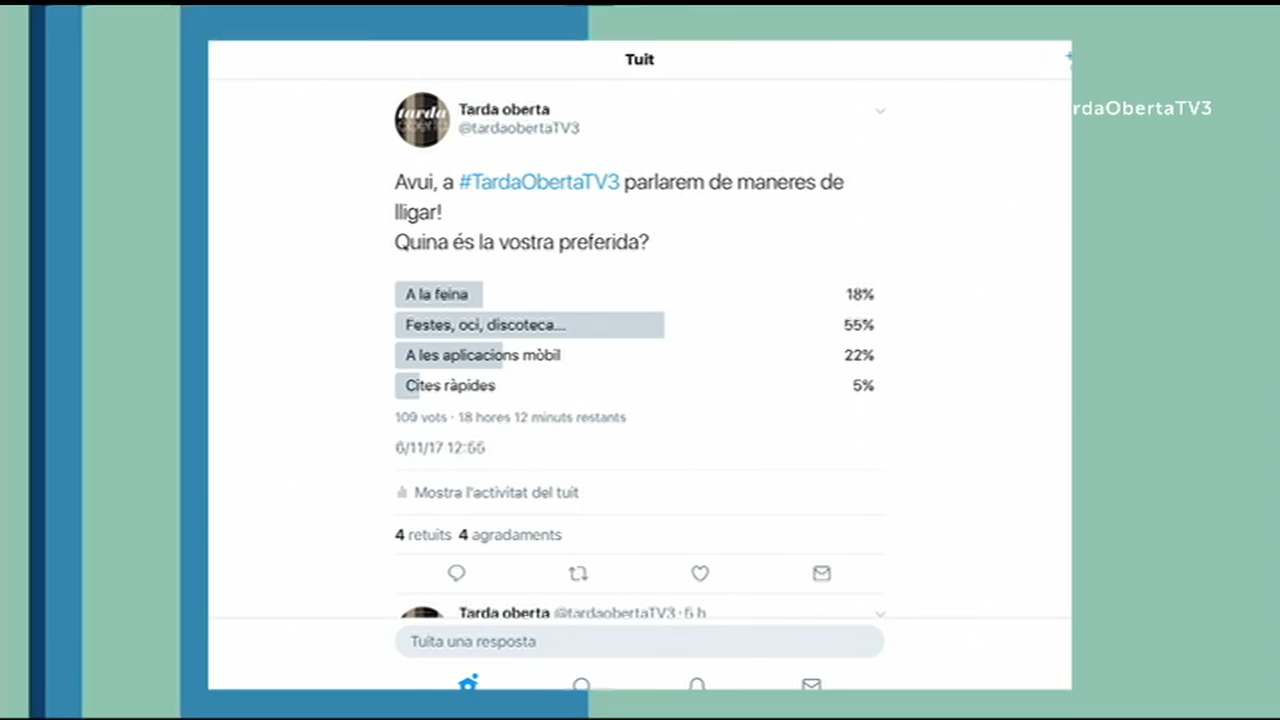 Tuit
tarda
oberta
Tarda oberta
@tardaobertaTV3
rdaObertaTV3
Avui, a #TardaObertaTV3 parlarem de maneres de
lligar!
Quina és la vostra preferida?
A la feina 18%
Festes, oci, discoteca... 55%
A les aplicacions mòbil 22%
Cites ràpides 5%
109 vots · 18 hores 12 minuts restants
6/11/17 12:55
Mostra l'activitat del tuit
4 retuits 4 agradaments
Tarda oberta @tardaobertaTV3 · 5 h
Tuita una resposta